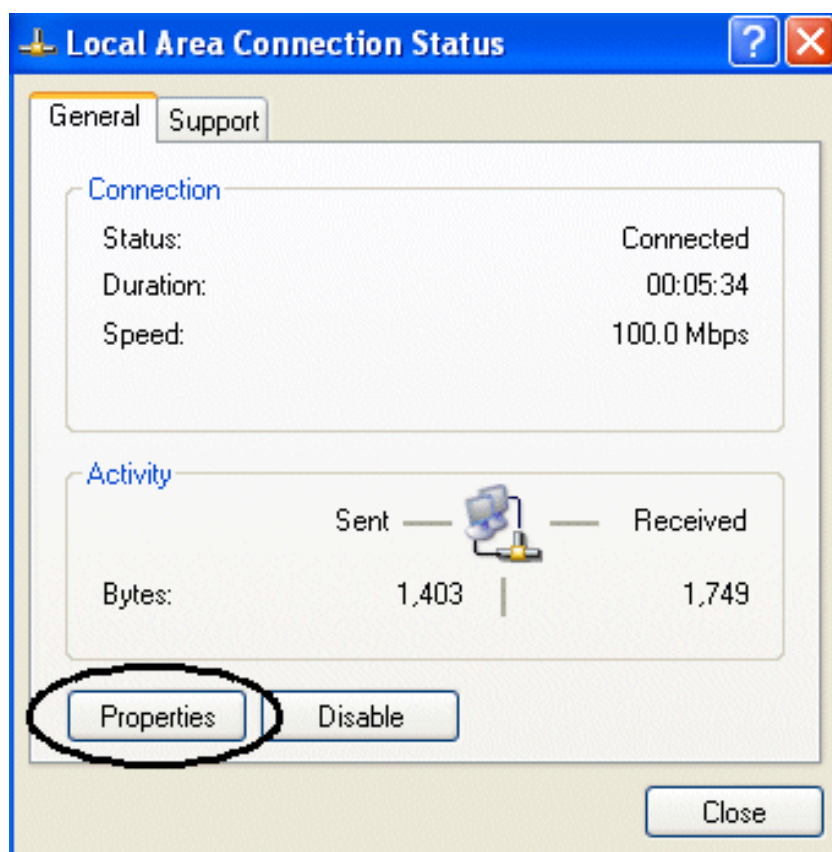 Local Area Connection Status ?
General Support
Connection
Status: Connected
Duration: 00:05:34
Speed: 100.0 Mbps
Activity
Sent Received
Bytes: 1,403 1,749
Properties Disable
Close